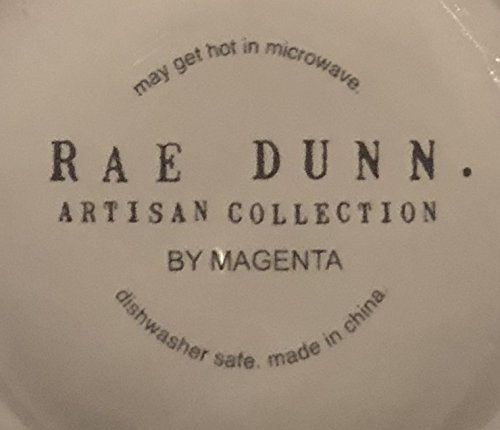 may get hot in microwave.
RAE DUNN.
ARTISAN COLLECTION
BY MAGENTA
dishwasher safe. made in china.